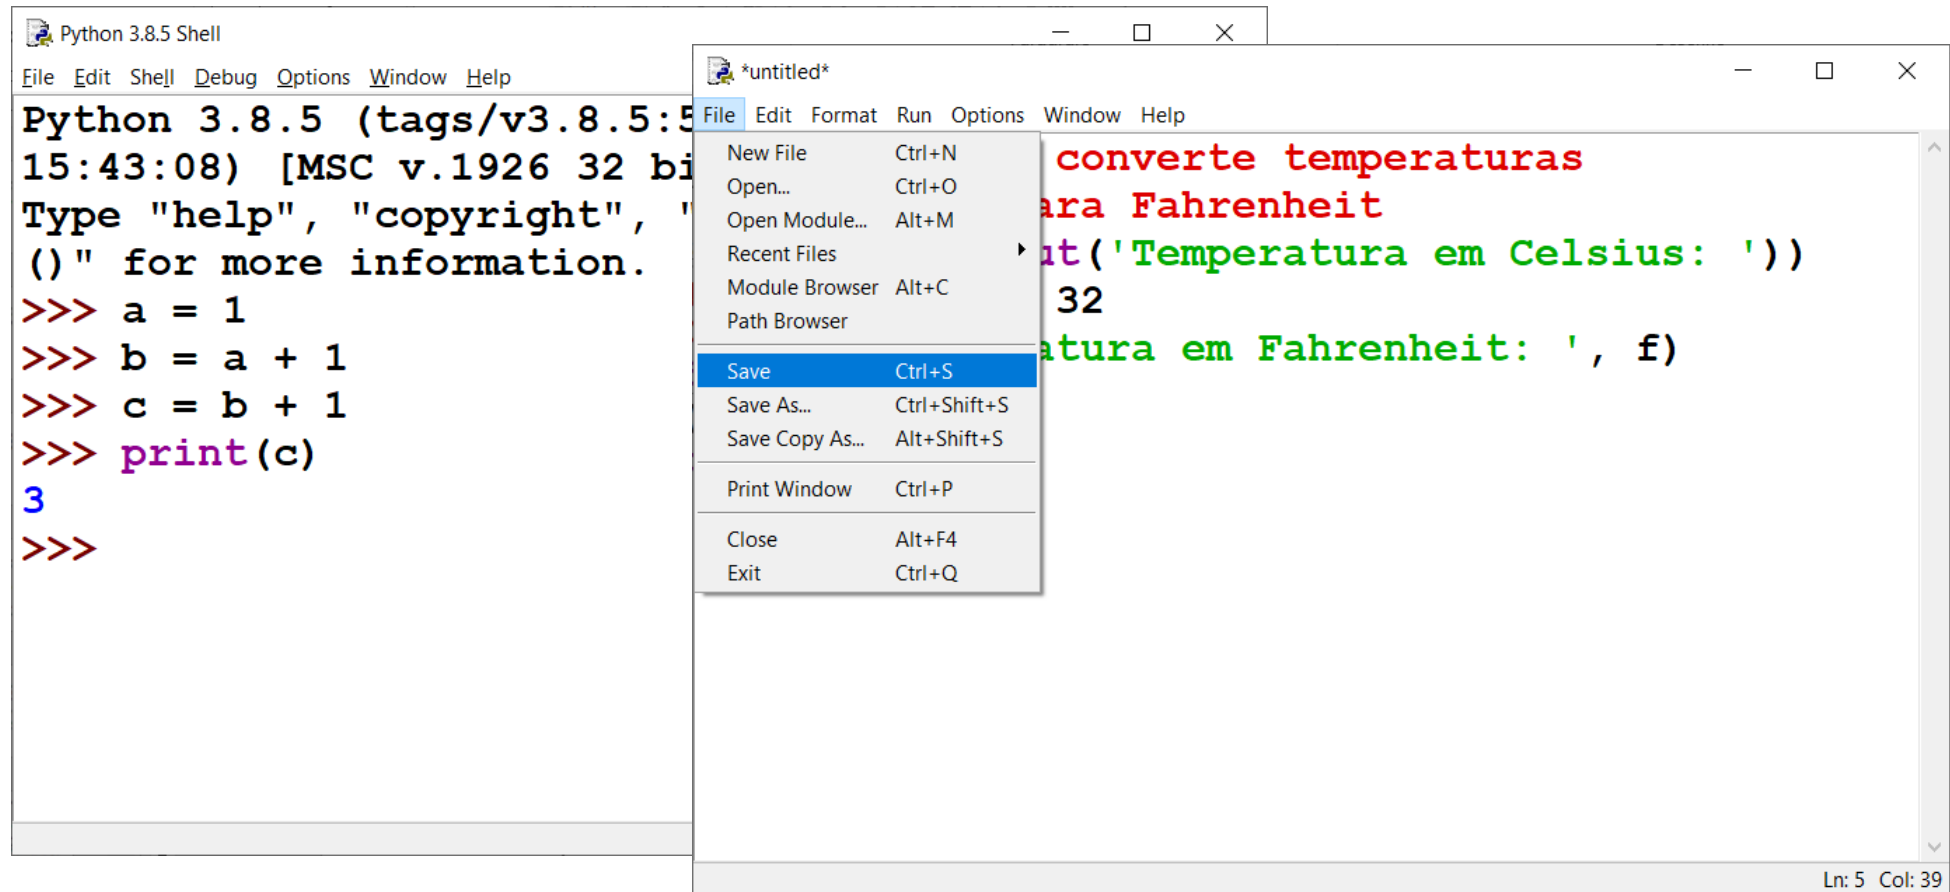 Python 3.8.5 Shell
File Edit Shell Debug Options Window Help
Python 3.8.5 (tags/v3.8.5:5
15:43:08) [MSC v.1926 32 bi
Type "help", "copyright", "
()" for more information.
>>> a = 1
>>> b = a + 1
>>> c = b + 1
>>> print(c)
3
>>>
*untitled*
File Edit Format Run Options Window Help
New File Ctrl+N
Open... Ctrl+O
Open Module... Alt+M
Recent Files
Module Browser Alt+C
Path Browser
Save Ctrl+S
Save As... Ctrl+Shift+S
Save Copy As... Alt+Shift+S
Print Window Ctrl+P
Close Alt+F4
Exit Ctrl+Q
converte temperaturas
ara Fahrenheit
ut('Temperatura em Celsius: '))
32
atura em Fahrenheit: ', f)
Ln: 5 Col: 39